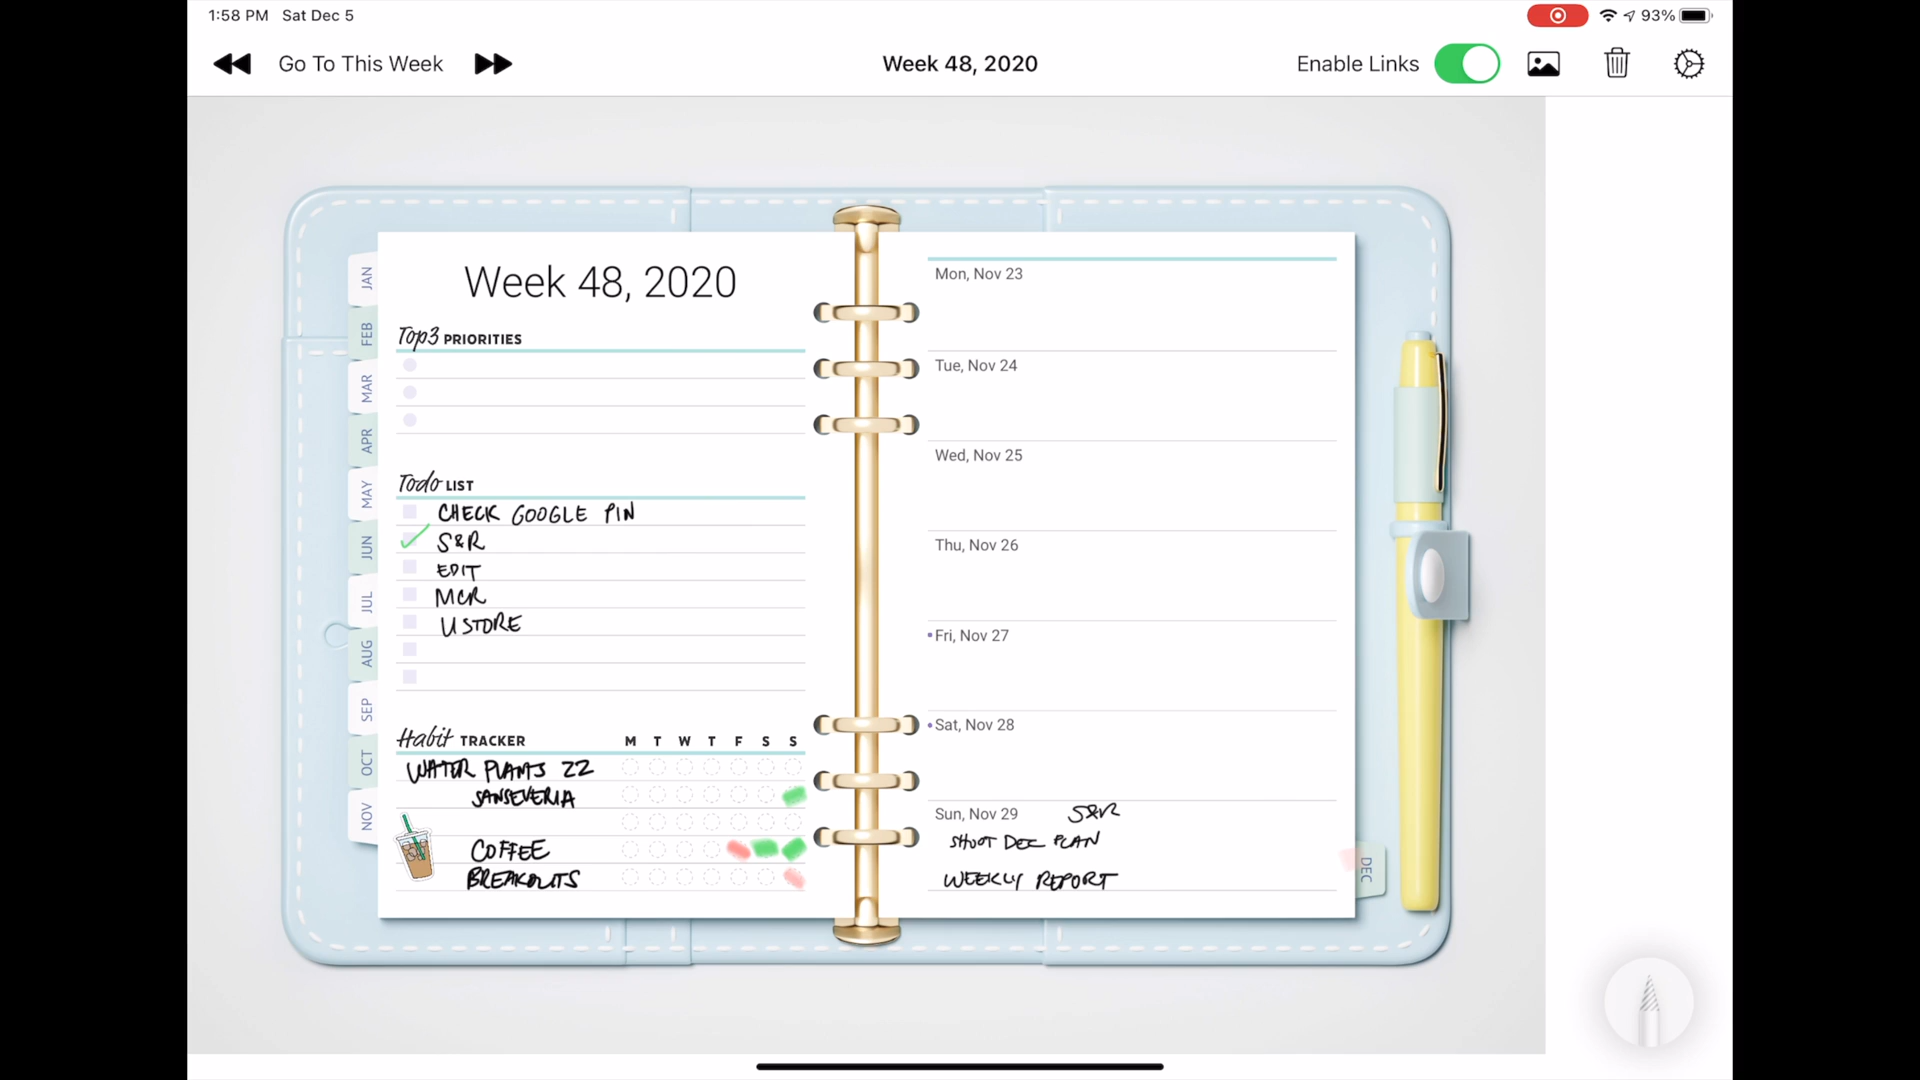 1:58 PM Sat Dec 5
93%
Go To This Week
Week 48, 2020
Enable Links
JAN
FEB
MAR
APR
MAY
JUN
JUL
AUG
SEP
OCT
NOV
Week 48, 2020
Top3 PRIORITIES
Todo LIST
CHECK GOOGLE PIN
S&R
EDIT
MCR
USTORE
Habit TRACKER M T W T F S S
WATER PLANTS 22
SANSEVERIA
COFFEE
BREAKOUTS
Mon, Nov 23
Tue, Nov 24
Wed, Nov 25
Thu, Nov 26
Fri, Nov 27
Sat, Nov 28
Sun, Nov 29 S&R
SHOOT DEC PLAN
WEEKLY REPORT
DEC